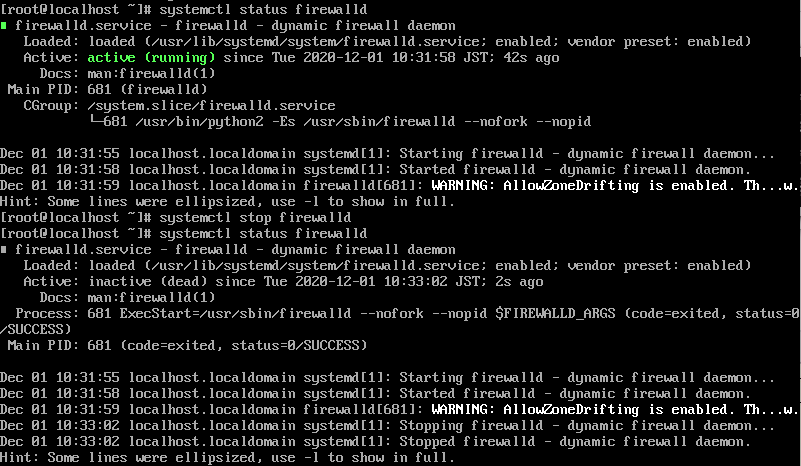 [root@localhost ~]# systemctl status firewalld
■ firewalld.service - firewalld - dynamic firewall daemon
   Loaded: loaded (/usr/lib/systemd/system/firewalld.service; enabled; vendor preset: enabled)
   Active: active (running) since Tue 2020-12-01 10:31:58 JST; 42s ago
     Docs: man:firewalld(1)
 Main PID: 681 (firewalld)
   CGroup: /system.slice/firewalld.service
           └─681 /usr/bin/python2 -Es /usr/sbin/firewalld --nofork --nopid
Dec 01 10:31:55 localhost.localdomain systemd[1]: Starting firewalld - dynamic firewall daemon...
Dec 01 10:31:58 localhost.localdomain systemd[1]: Started firewalld - dynamic firewall daemon.
Dec 01 10:31:59 localhost.localdomain firewalld[681]: WARNING: AllowZoneDrifting is enabled. Th...w.
Hint: Some lines were ellipsized, use -l to show in full.
[root@localhost ~]# systemctl stop firewalld
[root@localhost ~]# systemctl status firewalld
■ firewalld.service - firewalld - dynamic firewall daemon
   Loaded: loaded (/usr/lib/systemd/system/firewalld.service; enabled; vendor preset: enabled)
   Active: inactive (dead) since Tue 2020-12-01 10:33:02 JST; 2s ago
     Docs: man:firewalld(1)
  Process: 681 ExecStart=/usr/sbin/firewalld --nofork --nopid $FIREWALLD_ARGS (code=exited, status=0
/SUCCESS)
 Main PID: 681 (code=exited, status=0/SUCCESS)
Dec 01 10:31:55 localhost.localdomain systemd[1]: Starting firewalld - dynamic firewall daemon...
Dec 01 10:31:58 localhost.localdomain systemd[1]: Started firewalld - dynamic firewall daemon.
Dec 01 10:31:59 localhost.localdomain firewalld[681]: WARNING: AllowZoneDrifting is enabled. Th...w.
Dec 01 10:33:02 localhost.localdomain systemd[1]: Stopping firewalld - dynamic firewall daemon...
Dec 01 10:33:02 localhost.localdomain systemd[1]: Stopped firewalld - dynamic firewall daemon.
Hint: Some lines were ellipsized, use -l to show in full.